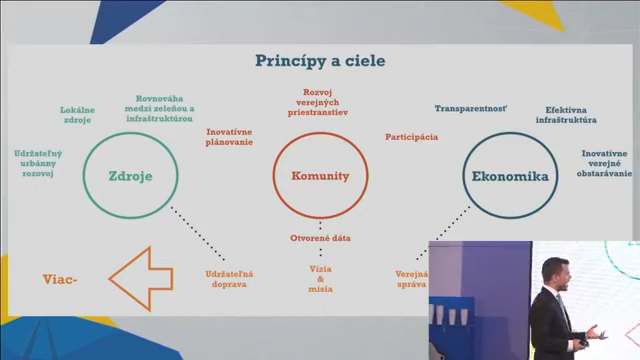 Princípy a ciele
Lokálne
zdroje
Rovnováha
medzi zeleňou a
infraštruktúrou
Udržateľný
urbánny
rozovoj
Zdroje
Inovatívne
plánovanie
Rozvoj
verejných
priestranstiev
Participácia
Komunity
Transparentnosť
Efektívna
infraštruktúra
Inovatívne
verejné
obstarávanie
Ekonomika
Otvorené dáta
Viac-
Udržateľná
doprava
Vízia
&
misia
Verejná
správa